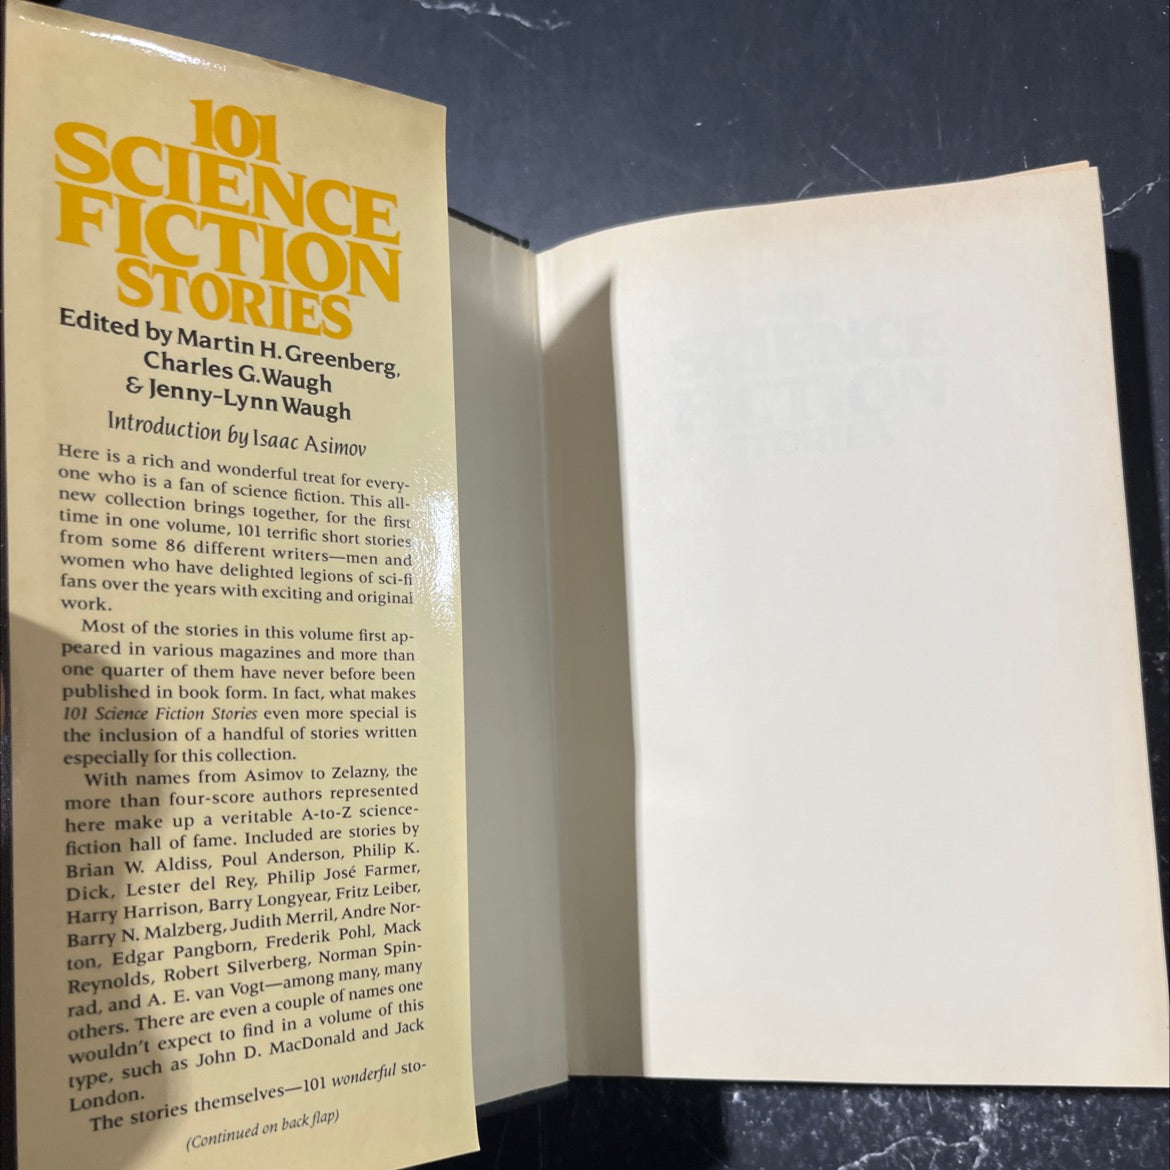 101
SCIENCE
FICTION
STORIES
Edited by Martin H. Greenberg,
Charles G. Waugh
& Jenny-Lynn Waugh
Introduction by Isaac Asimov
Here is a rich and wonderful treat for every-
one who is a fan of science fiction. This all-
new collection brings together, for the first
time in one volume, 101 terrific short stories
from some 86 different writers—men and
women who have delighted legions of sci-fi
fans over the years with exciting and original
work.
Most of the stories in this volume first ap-
peared in various magazines and more than
one quarter of them have never before been
published in book form. In fact, what makes
101 Science Fiction Stories even more special is
the inclusion of a handful of stories written
especially for this collection.
With names from Asimov to Zelazny, the
more than four-score authors represented
here make up a veritable A-to-Z science-
fiction hall of fame. Included are stories by
Brian W. Aldiss, Poul Anderson, Philip K.
Dick, Lester del Rey, Philip José Farmer,
Harry Harrison, Barry Longyear, Fritz Leiber,
Barry N. Malzberg, Judith Merril, Andre Nor-
ton, Edgar Pangborn, Frederik Pohl, Mack
Reynolds, Robert Silverberg, Norman Spin-
rad, and A. E. van Vogt—among many, many
others. There are even a couple of names one
wouldn't expect to find in a volume of this
type, such as John D. MacDonald and Jack
London.
The stories themselves—101 wonderful sto-
(Continued on back flap)